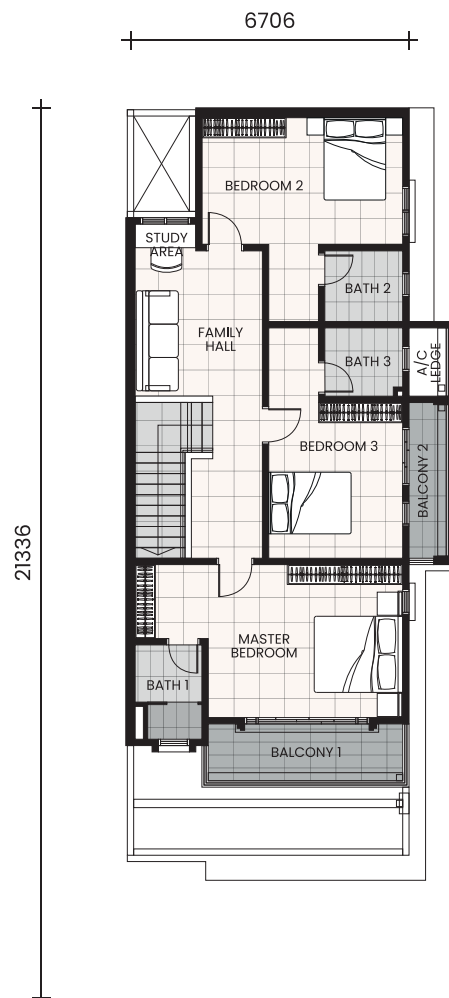 6706
BEDROOM 2
STUDY
AREA
BATH 2
FAMILY
HALL
BATH 3
A/C
LEDGE
BEDROOM 3
BALCONY 2
21336
MASTER
BEDROOM
BATH 1
BALCONY 1